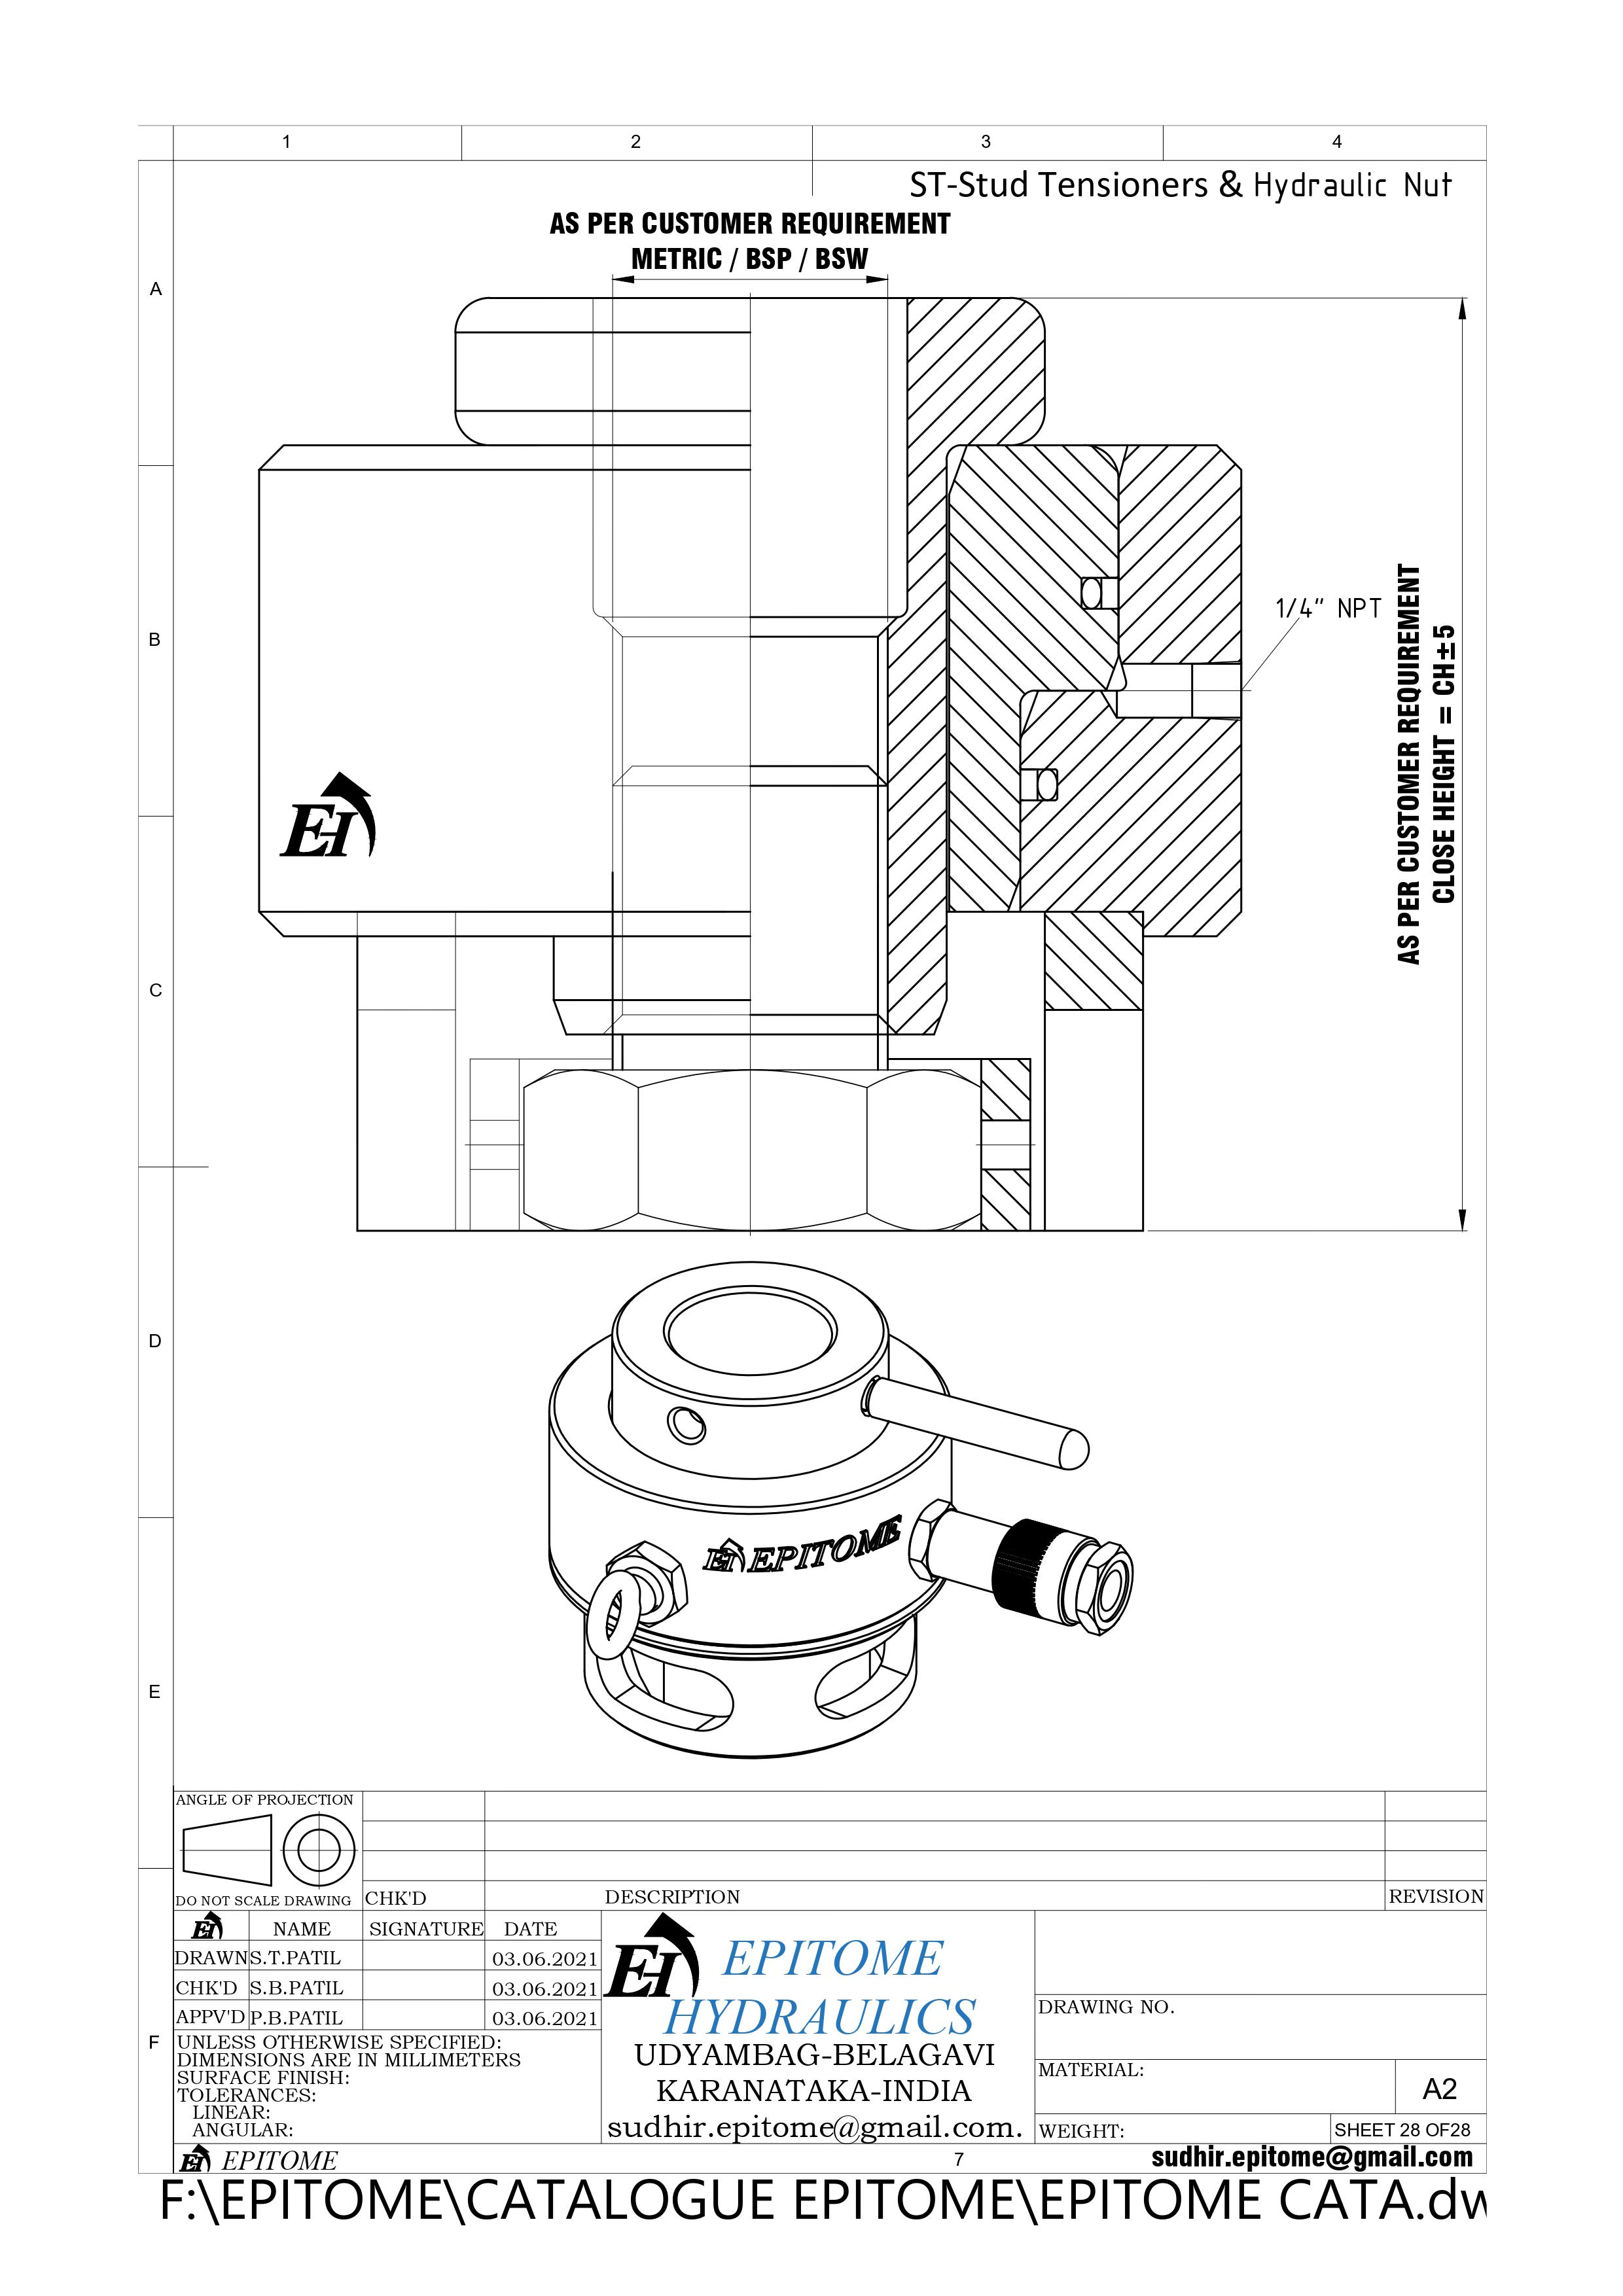 1 2 3 4
ST-Stud Tensioners & Hydraulic Nut
AS PER CUSTOMER REQUIREMENT
METRIC / BSP / BSW
A
B
1/4" NPT
AS PER CUSTOMER REQUIREMENT
CLOSE HEIGHT = CH±5
EI
C
D
EI EPITOME
E
ANGLE OF PROJECTION
DO NOT SCALE DRAWING
CHK'D DESCRIPTION REVISION
EI NAME SIGNATURE DATE
DRAWN S.T.PATIL 03.06.2021
CHK'D S.B.PATIL 03.06.2021
APPV'D P.B.PATIL 03.06.2021
F
UNLESS OTHERWISE SPECIFIED:
DIMENSIONS ARE IN MILLIMETERS
SURFACE FINISH:
TOLERANCES:
LINEAR:
ANGULAR:
EI EPITOME
HYDRAULICS
UDYAMBAG-BELAGAVI
KARANATAKA-INDIA
sudhir.epitome@gmail.com.
DRAWING NO.
MATERIAL:
A2
WEIGHT:
SHEET 28 OF28
EI EPITOME
7
sudhir.epitome@gmail.com
F:\EPITOME\CATALOGUE EPITOME\EPITOME CATA.dw